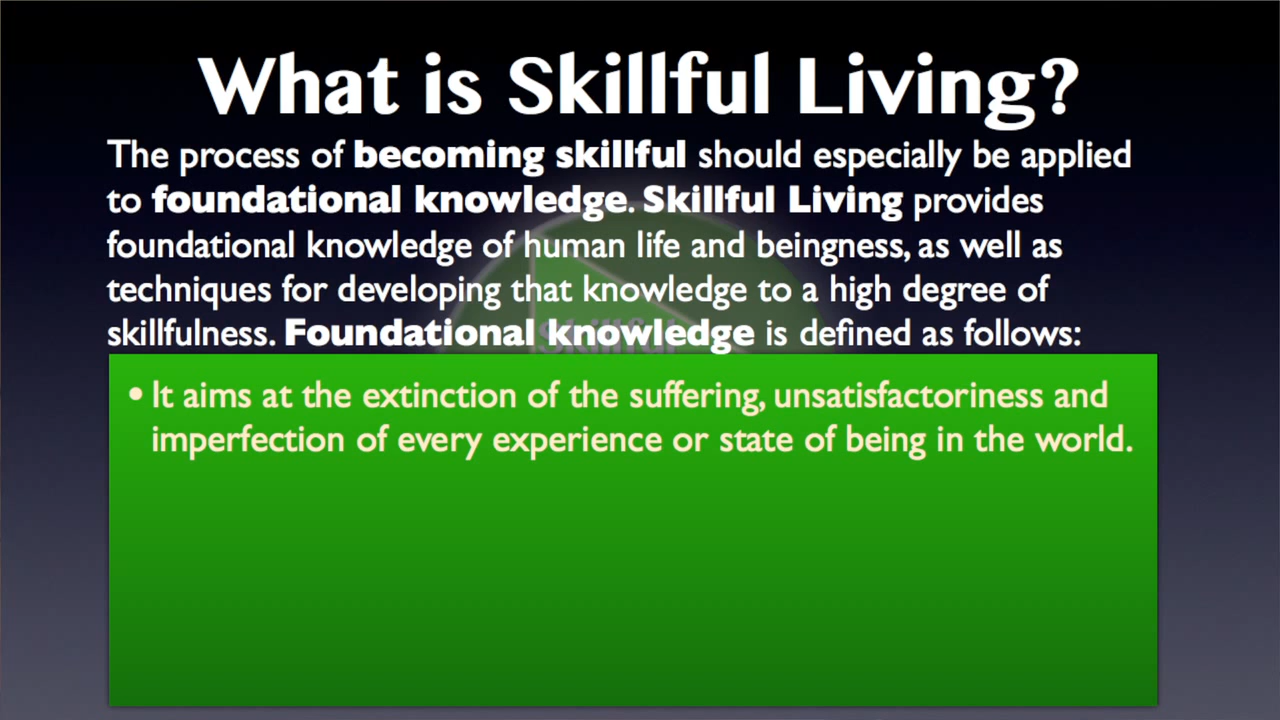 What is Skillful Living?
The process of becoming skillful should especially be applied
to foundational knowledge. Skillful Living provides
foundational knowledge of human life and beingness, as well as
techniques for developing that knowledge to a high degree of
skillfulness. Foundational knowledge is defined as follows:
Skillful
• It aims at the extinction of the suffering, unsatisfactoriness and
imperfection of every experience or state of being in the world.